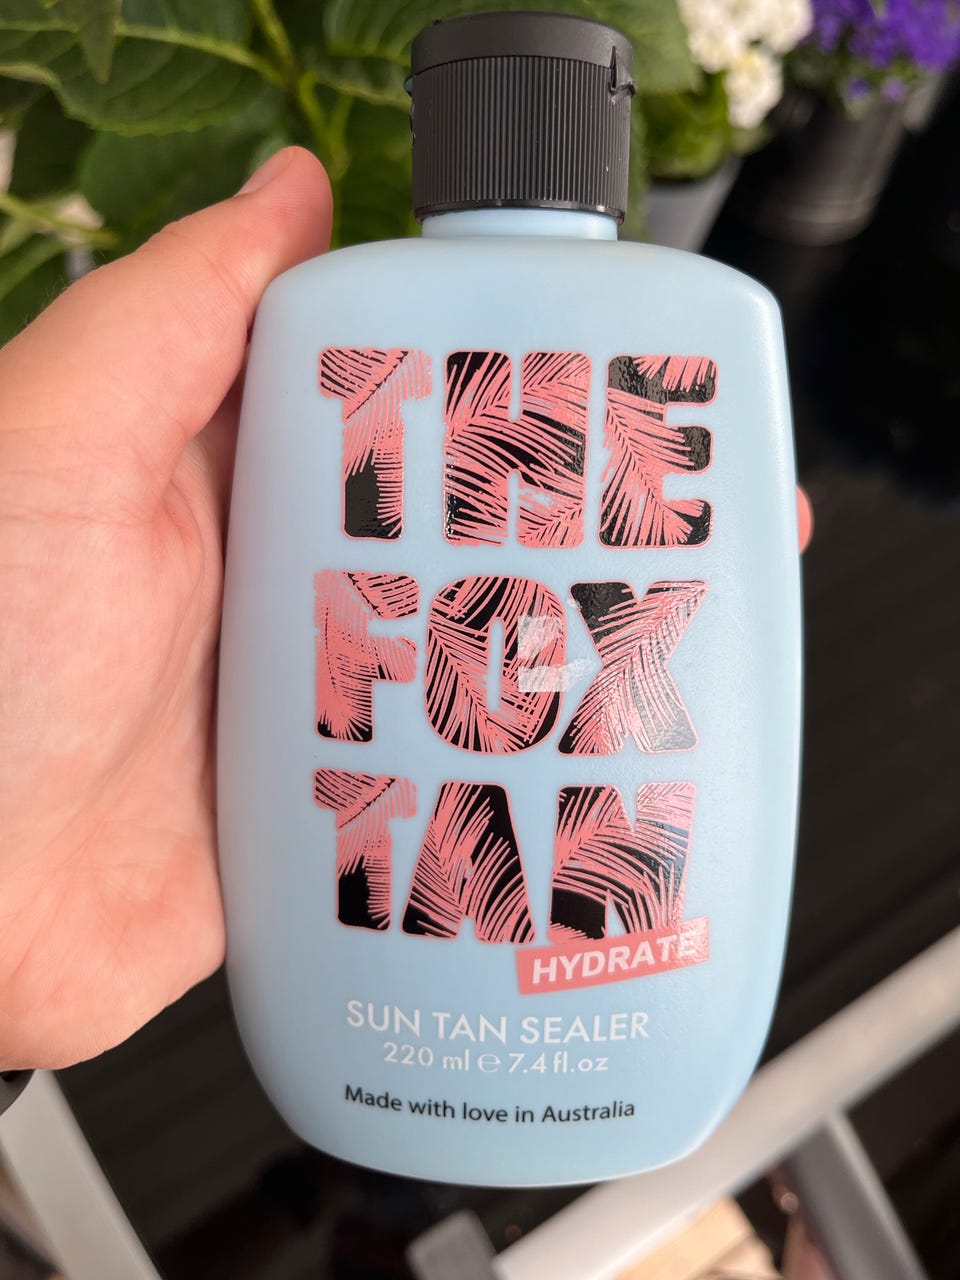 THE
FOX
TAN
HYDRATE
SUN TAN SEALER
220 ml ℮ 7.4 fl.oz
Made with love in Australia